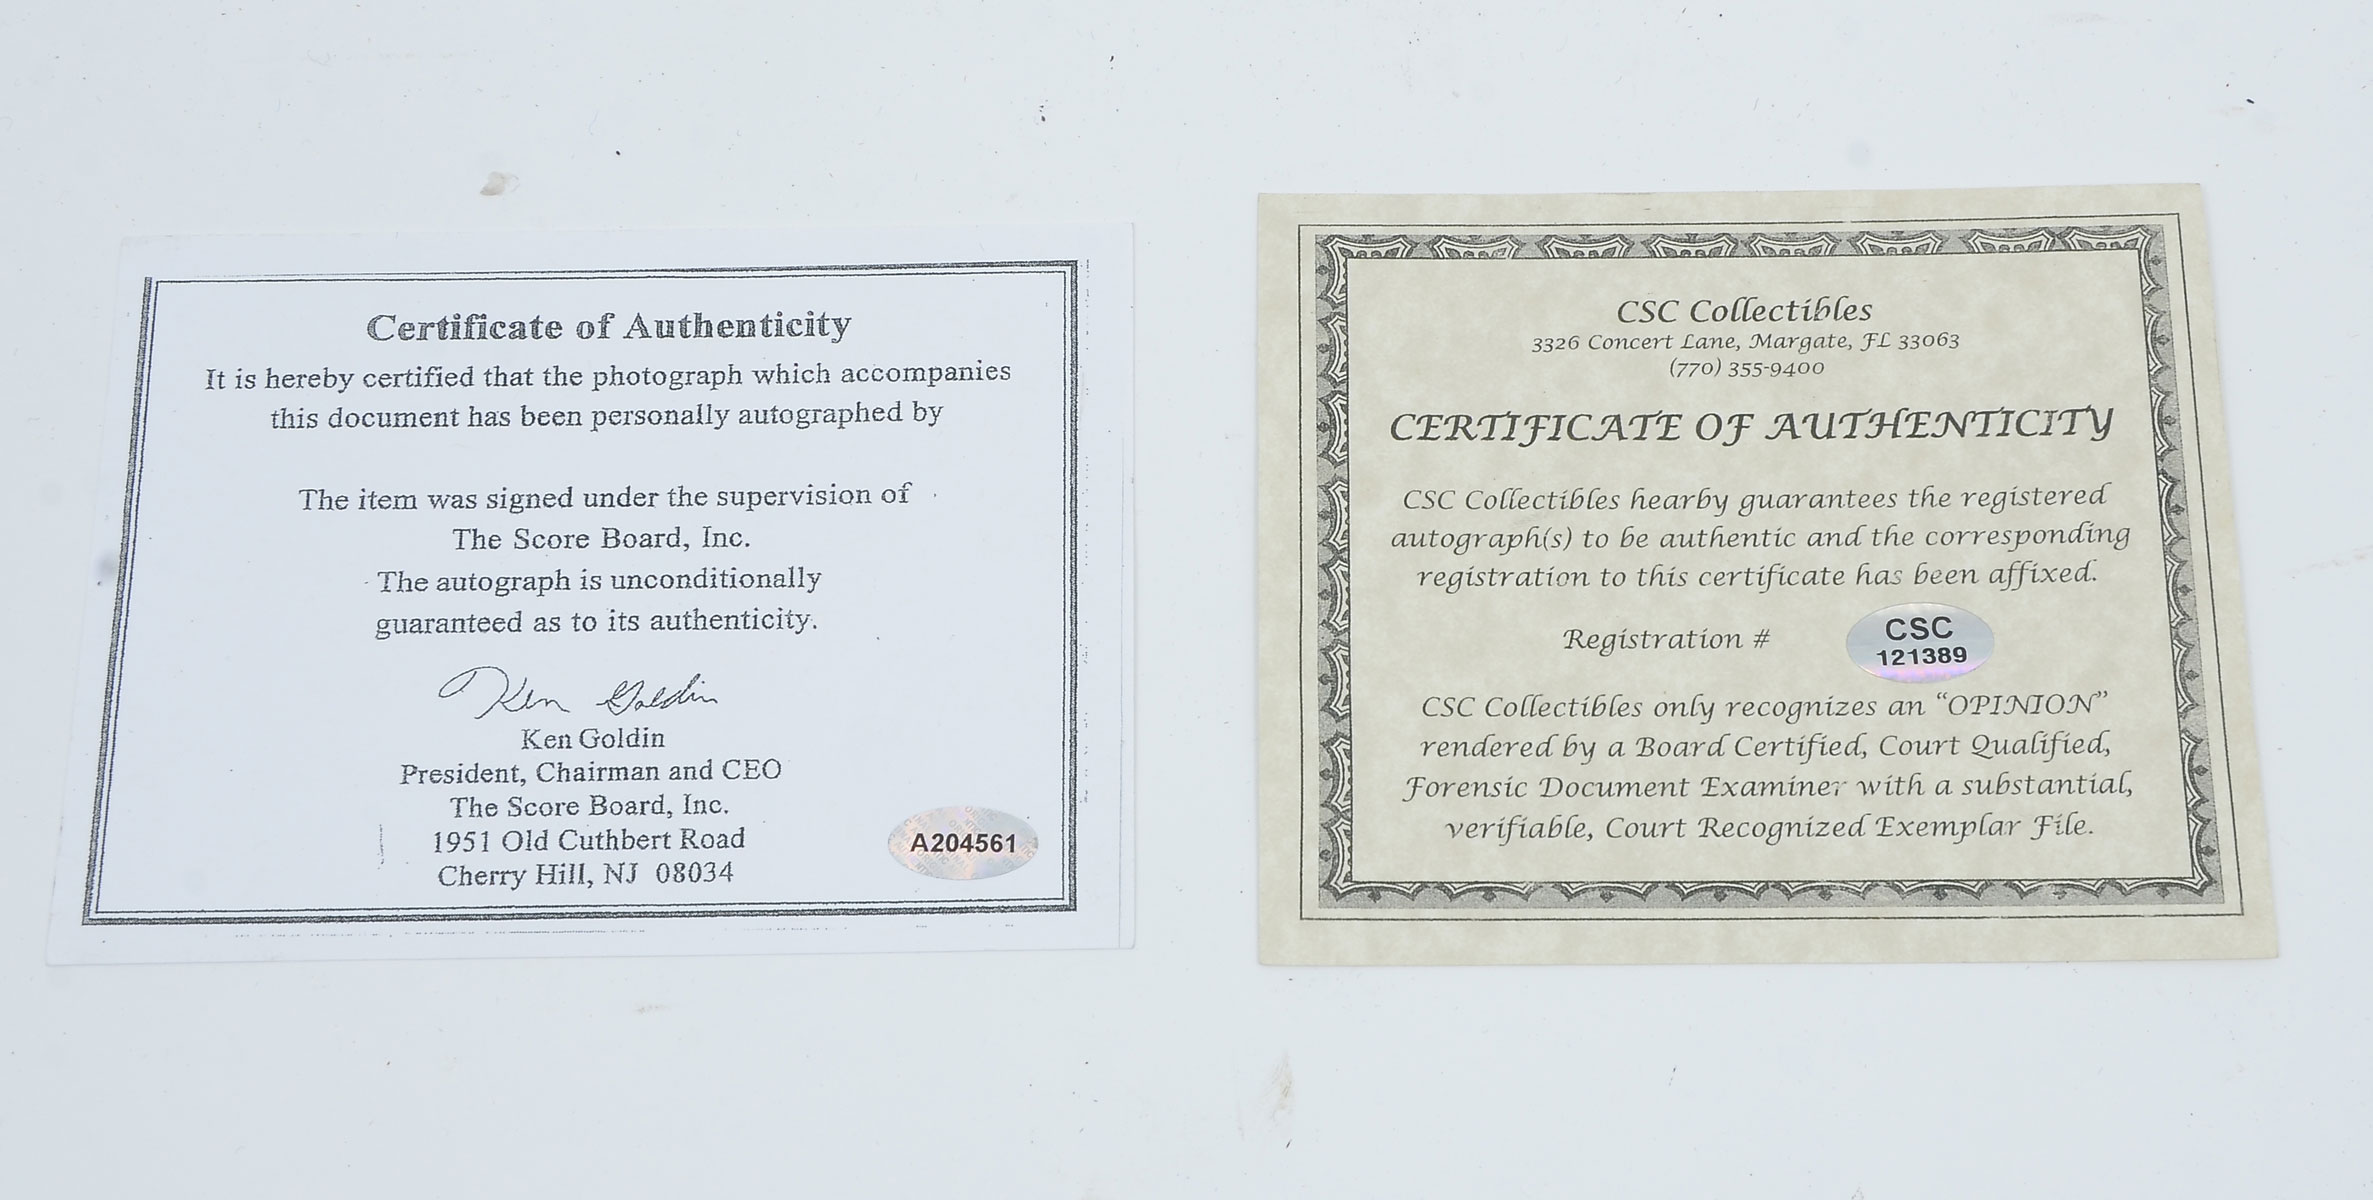 Certificate of Authenticity
It is hereby certified that the photograph which accompanies
this document has been personally autographed by
The item was signed under the supervision of
The Score Board, Inc.
The autograph is unconditionally
guaranteed as to its authenticity.
Ken Goldin
Ken Goldin
President, Chairman and CEO
The Score Board, Inc.
1951 Old Cuthbert Road
Cherry Hill, NJ 08034
A204561
CSC Collectibles
3326 Concert Lane, Margate, FL 33063
(770) 355-9400
CERTIFICATE OF AUTHENTICITY
CSC Collectibles hearby guarantees the registered
autograph(s) to be authentic and the corresponding
registration to this certificate has been affixed.
Registration #
CSC
121389
CSC Collectibles only recognizes an “OPINION”
rendered by a Board Certified, Court Qualified,
Forensic Document Examiner with a substantial,
verifiable, Court Recognized Exemplar File.